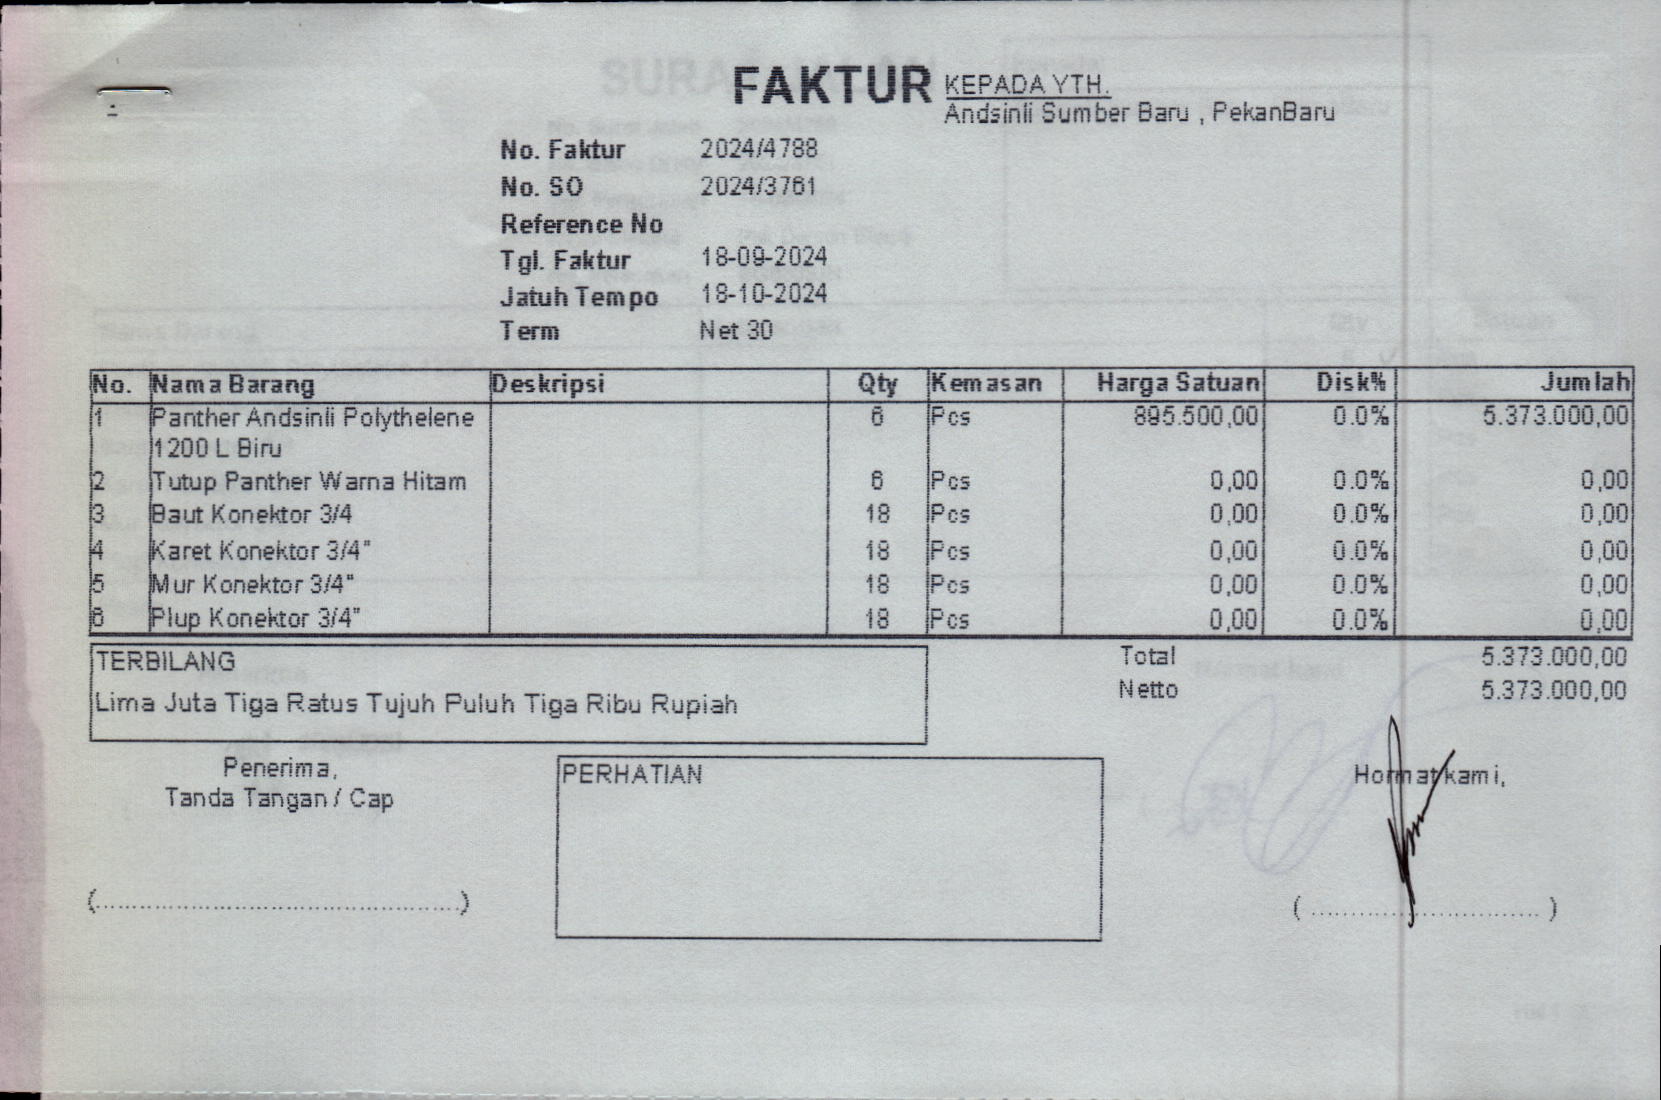 FAKTUR
KEPADA YTH.
Andsinli Sumber Baru , PekanBaru
No. Faktur 2024/4788
No. SO 2024/3761
Reference No
Tgl. Faktur 18-09-2024
Jatuh Tempo 18-10-2024
Term Net 30
No. Nama Barang Deskripsi Qty Kemasan Harga Satuan Disk% Jumlah
1 Panther Andsinli Polythelene 6 Pcs 895.500,00 0.0% 5.373.000,00
1200 L Biru
2 Tutup Panther Warna Hitam 6 Pcs 0,00 0.0% 0,00
3 Baut Konektor 3/4 18 Pcs 0,00 0.0% 0,00
4 Karet Konektor 3/4" 18 Pcs 0,00 0.0% 0,00
5 Mur Konektor 3/4" 18 Pcs 0,00 0.0% 0,00
6 Plup Konektor 3/4" 18 Pcs 0,00 0.0% 0,00
TERBILANG
Lima Juta Tiga Ratus Tujuh Puluh Tiga Ribu Rupiah
Total 5.373.000,00
Netto 5.373.000,00
Penerima,
Tanda Tangan / Cap
PERHATIAN
Hormat kami,
(..................................................)
( ................................ )